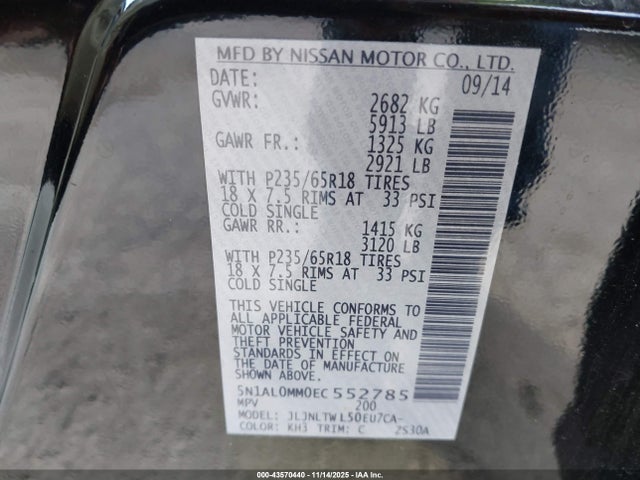 MFD BY NISSAN MOTOR CO., LTD.
DATE: 09/14
GVWR: 2682 KG
5913 LB
GAWR FR.: 1325 KG
2921 LB
WITH P235/65R18 TIRES
18 X 7.5 RIMS AT 33 PSI
COLD SINGLE
GAWR RR.: 1415 KG
3120 LB
WITH P235/65R18 TIRES
18 X 7.5 RIMS AT 33 PSI
COLD SINGLE
THIS VEHICLE CONFORMS TO
ALL APPLICABLE FEDERAL
MOTOR VEHICLE SAFETY AND
THEFT PREVENTION
STANDARDS IN EFFECT ON
THE DATE OF MANUFACTURE
SHOWN ABOVE.
5N1AL0MM0EC552785
MPV 200
MODEL: JLJNLTWL50EU7CA-
COLOR: KH3 TRIM: C 2S30A
000-43570440 - 11/14/2025 - IAAI.COM